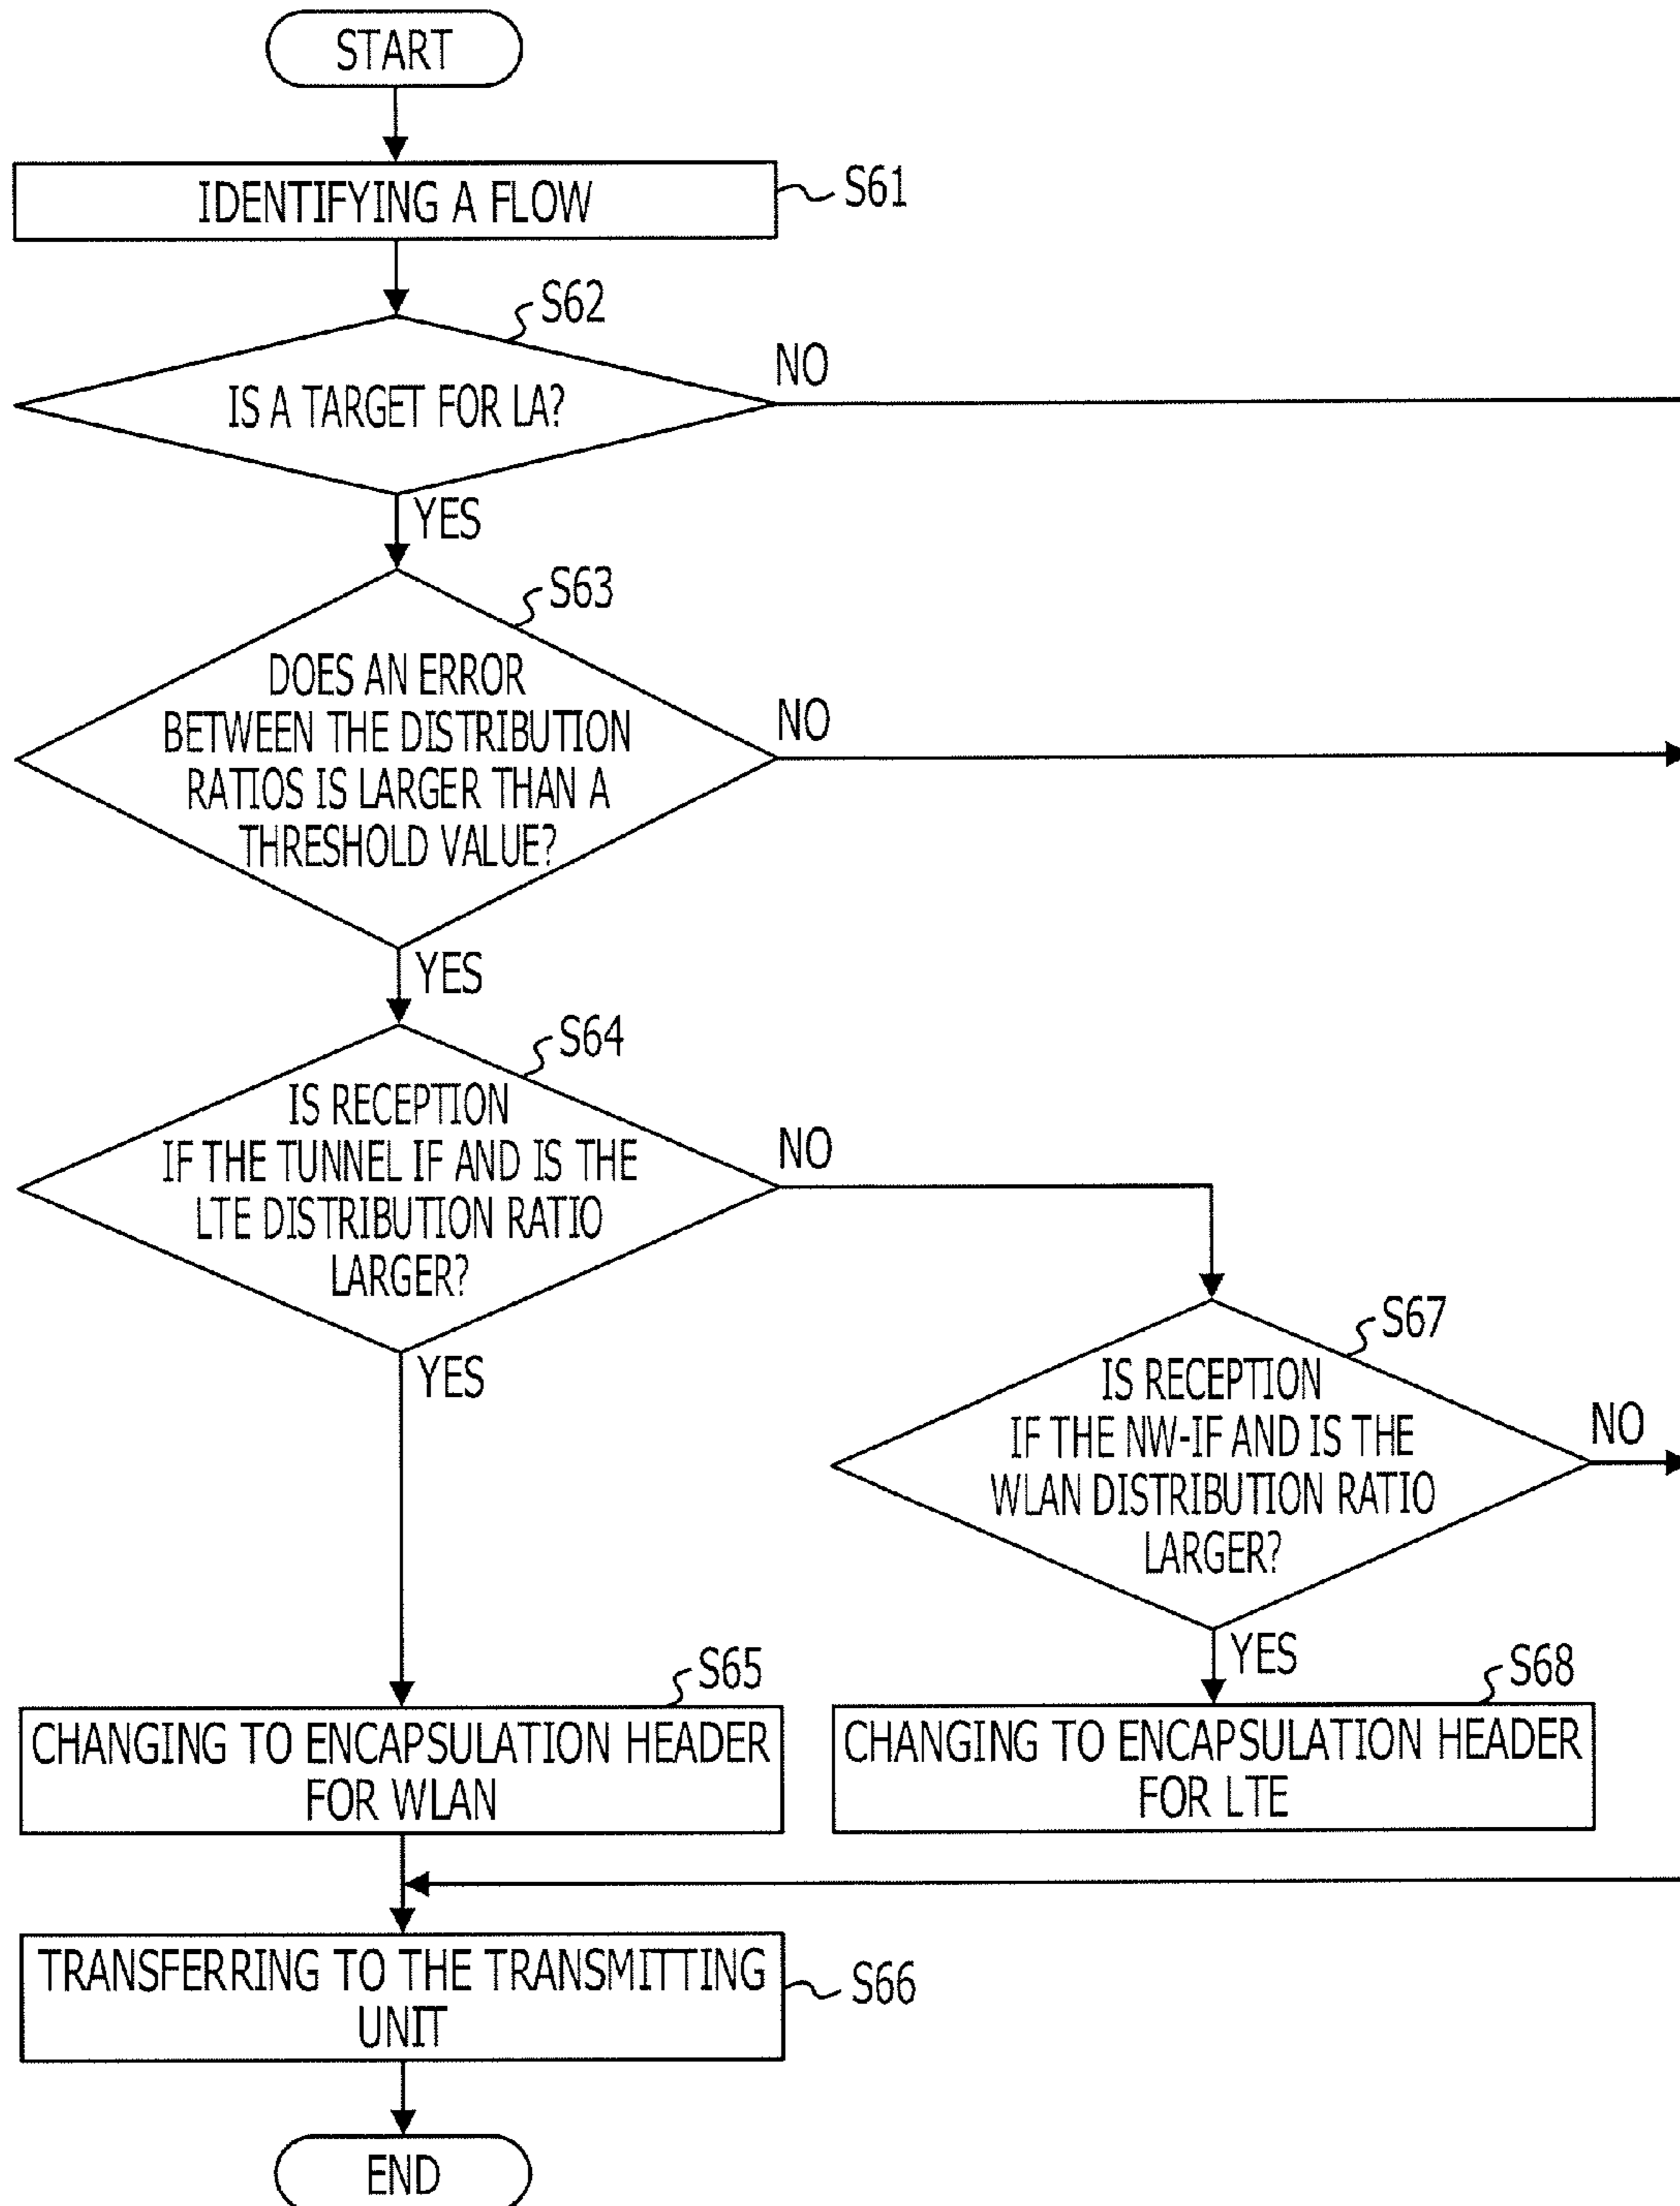 START
IDENTIFYING A FLOW
S61
S62
IS A TARGET FOR LA?
NO
YES
S63
DOES AN ERROR
BETWEEN THE DISTRIBUTION
RATIOS IS LARGER THAN A
THRESHOLD VALUE?
NO
YES
S64
IS RECEPTION
IF THE TUNNEL IF AND IS THE
LTE DISTRIBUTION RATIO
LARGER?
NO
YES
S67
IS RECEPTION
IF THE NW-IF AND IS THE
WLAN DISTRIBUTION RATIO
LARGER?
NO
YES
S65
CHANGING TO ENCAPSULATION HEADER
FOR WLAN
S68
CHANGING TO ENCAPSULATION HEADER
FOR LTE
TRANSFERRING TO THE TRANSMITTING
UNIT
S66
END